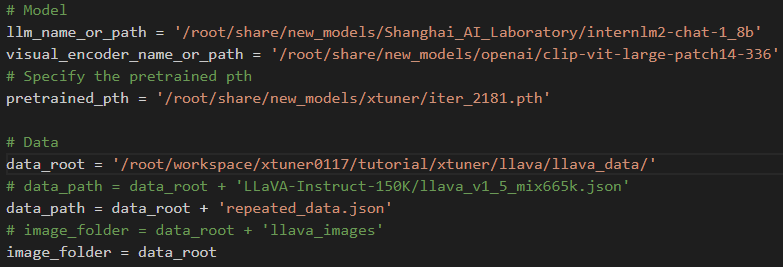 # Model
llm_name_or_path = '/root/share/new_models/Shanghai_AI_Laboratory/internlm2-chat-1_8b'
visual_encoder_name_or_path = '/root/share/new_models/openai/clip-vit-large-patch14-336'
# Specify the pretrained pth
pretrained_pth = '/root/share/new_models/xtuner/iter_2181.pth'
# Data
data_root = '/root/workspace/xtuner0117/tutorial/xtuner/llava/llava_data/'
# data_path = data_root + 'LLaVA-Instruct-150K/llava_v1_5_mix665k.json'
data_path = data_root + 'repeated_data.json'
# image_folder = data_root + 'llava_images'
image_folder = data_root